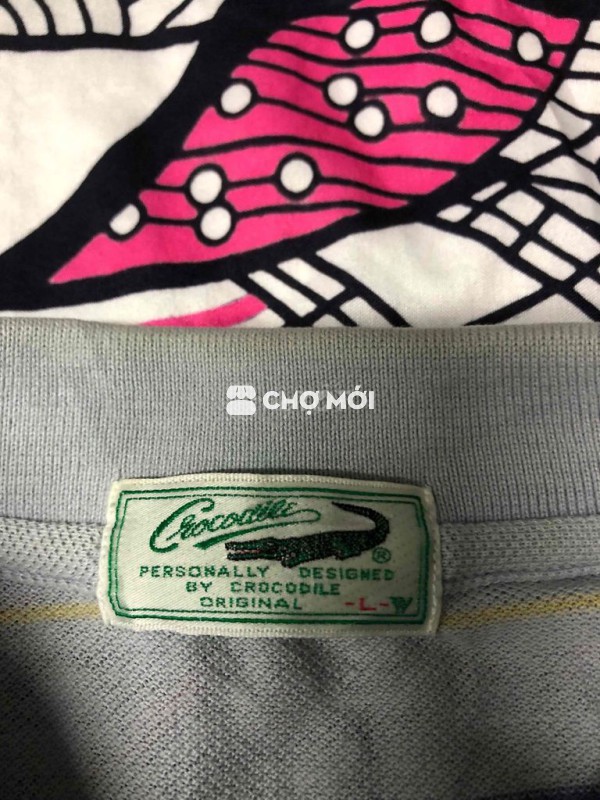 CHỢ MỚI
Crocodile
®
PERSONALLY DESIGNED
BY CROCODILE
ORIGINAL -L-